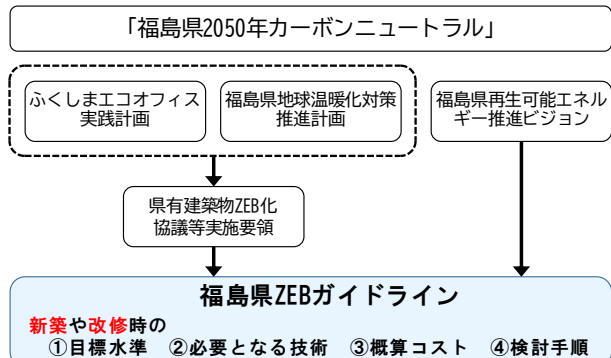 「福島県2050年カーボンニュートラル」
ふくしまエコオフィス
実践計画
福島県地球温暖化対策
推進計画
福島県再生可能エネル
ギー推進ビジョン
県有建築物ZEB化
協議等実施要領
福島県ZEBガイドライン
新築や改修時の
①目標水準　②必要となる技術　③概算コスト　④検討手順